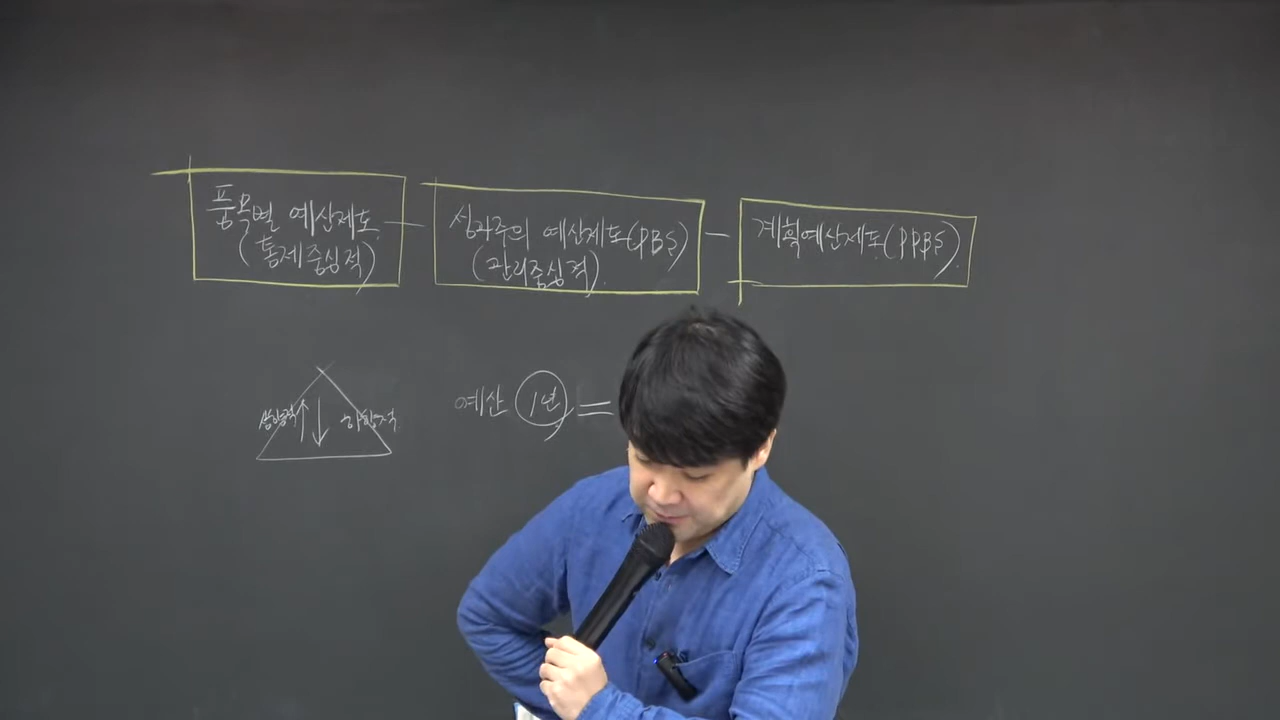 품목별 예산제도
(통제중심적)
성과주의 예산제도(PBS)
(관리중심적)
계획예산제도(PPBS)
상향적
하향적
예산 1년 =